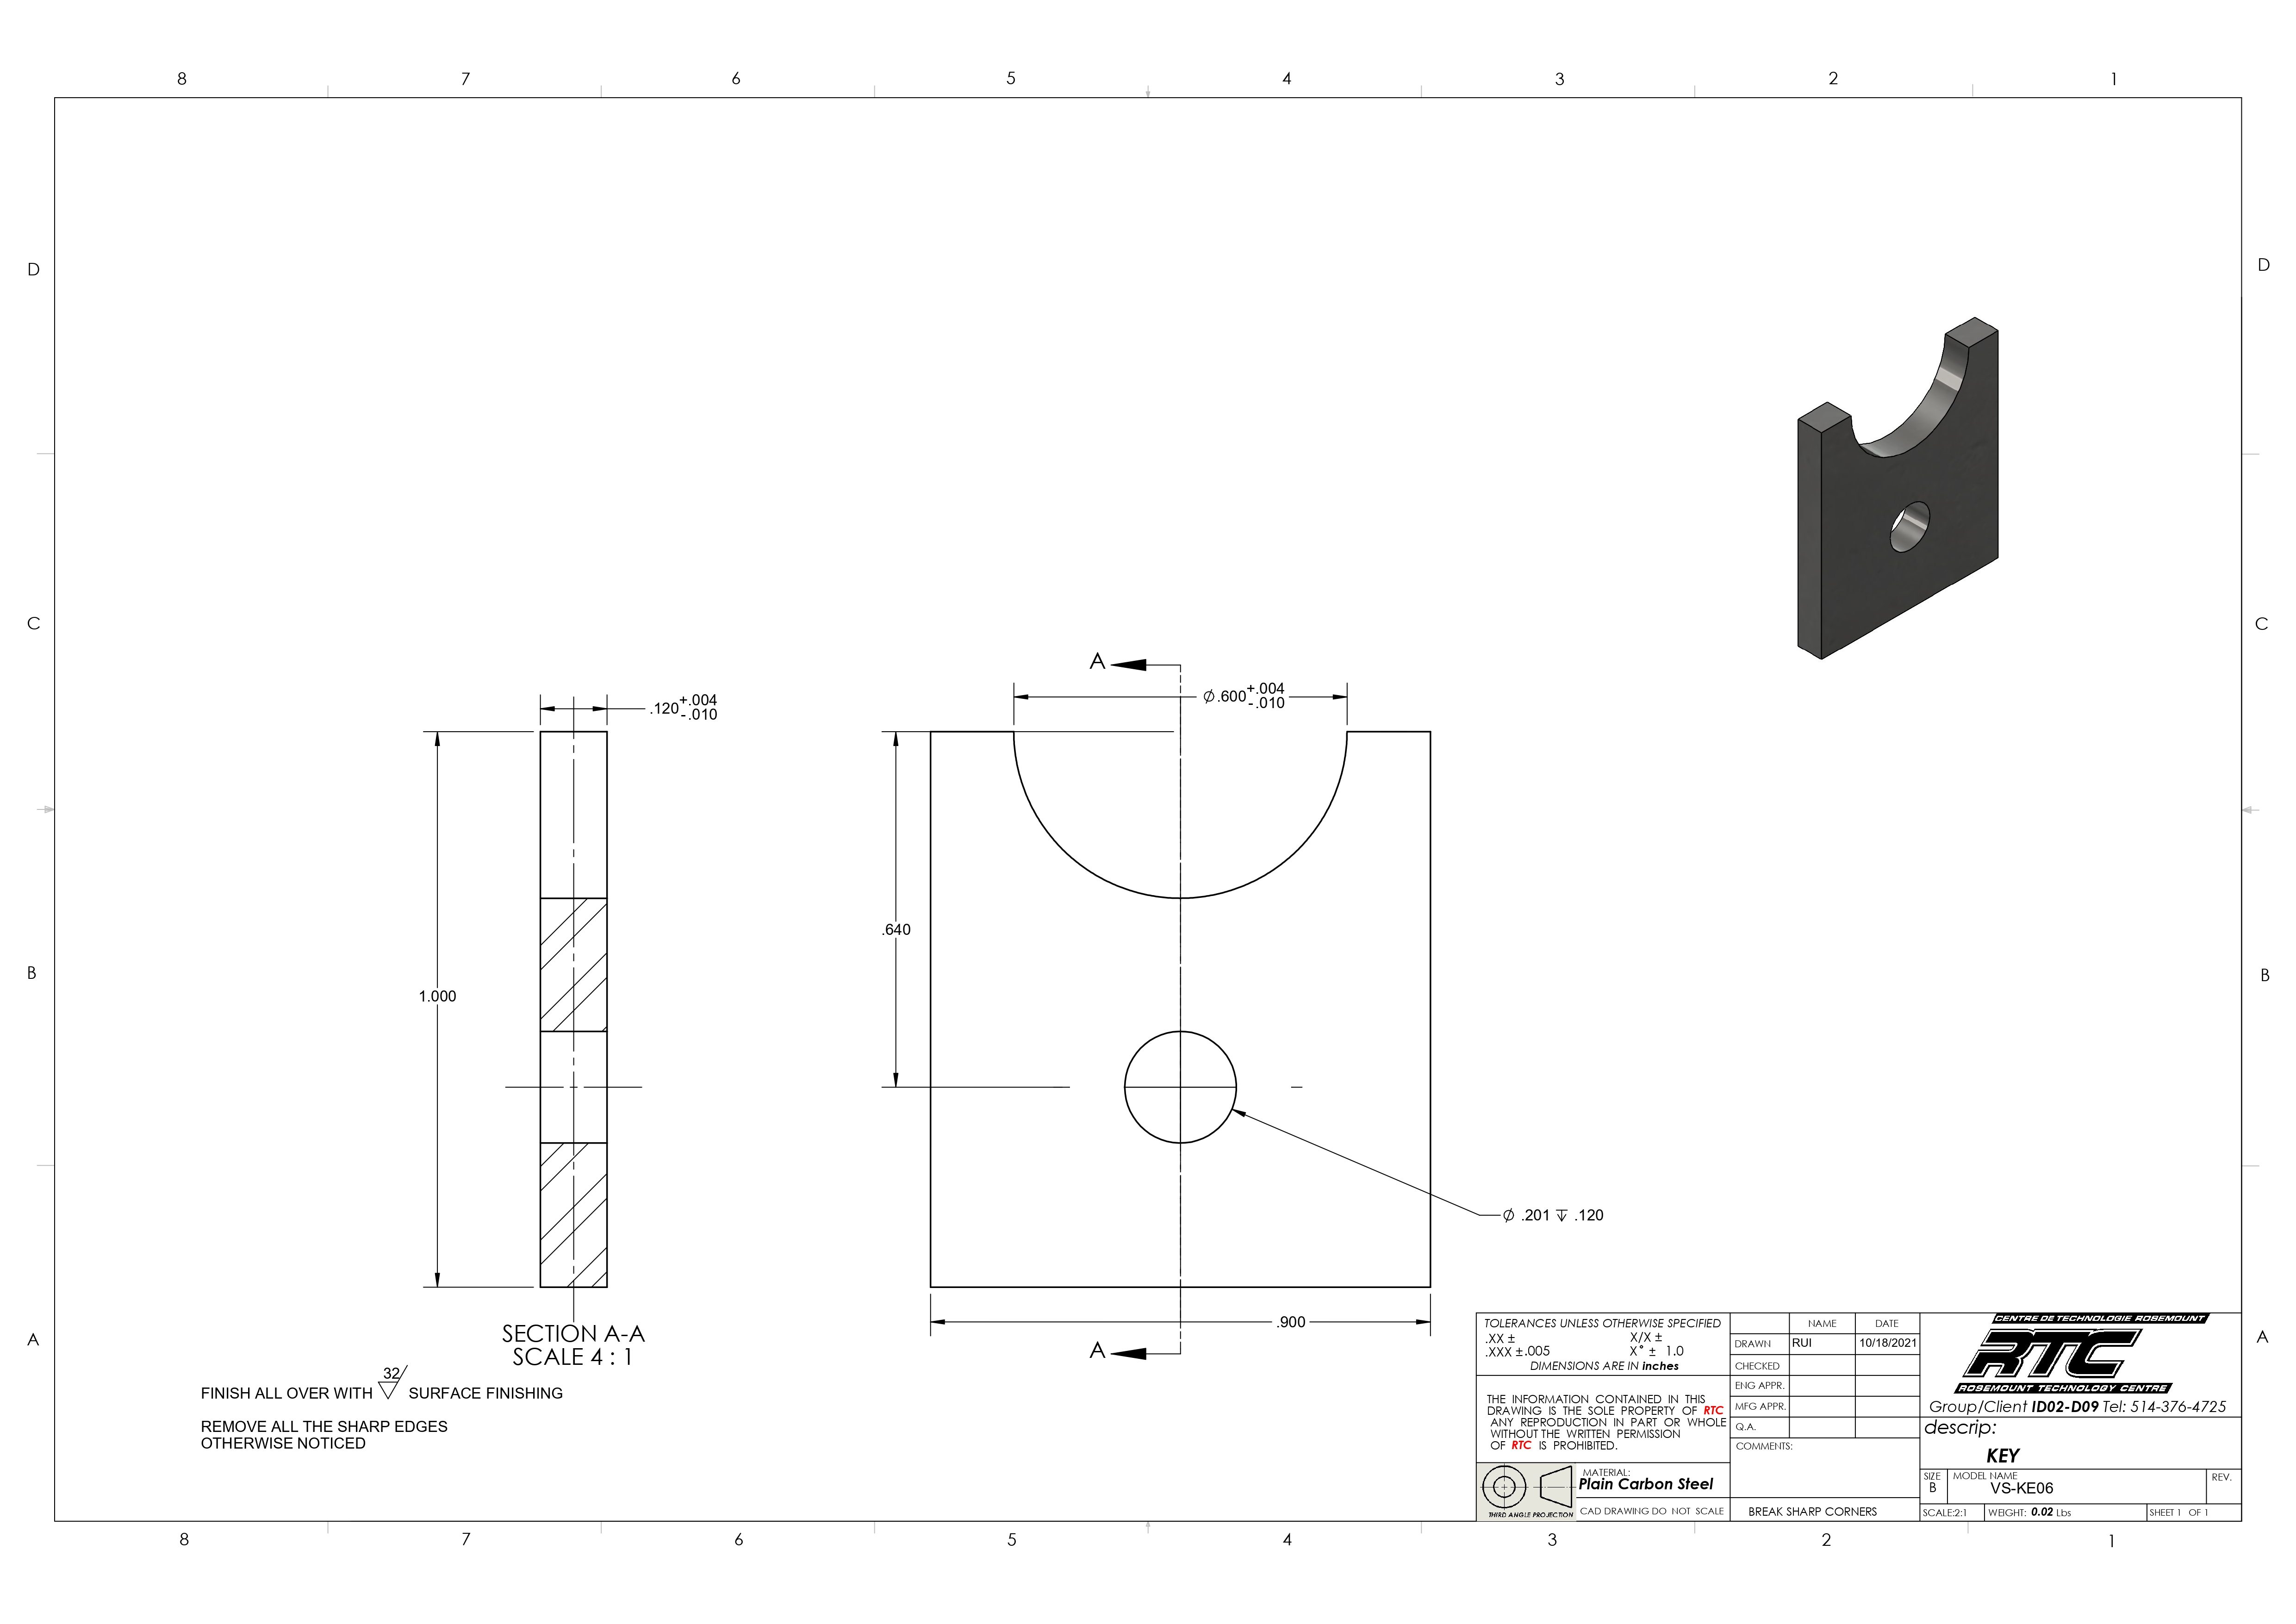 8 7 6 5 4 3 2 1
D D
C C
B B
A A
A
⌀.600 +.004 -.010
.120 +.004 -.010
.640
1.000
⌀ .201 ↧ .120
.900
A
SECTION A-A
SCALE 4 : 1
32
FINISH ALL OVER WITH SURFACE FINISHING
REMOVE ALL THE SHARP EDGES
OTHERWISE NOTICED
TOLERANCES UNLESS OTHERWISE SPECIFIED
.XX ± X/X ±
.XXX ±.005 X° ± 1.0
DIMENSIONS ARE IN inches
THE INFORMATION CONTAINED IN THIS
DRAWING IS THE SOLE PROPERTY OF RTC
ANY REPRODUCTION IN PART OR WHOLE
WITHOUT THE WRITTEN PERMISSION
OF RTC IS PROHIBITED.
THIRD ANGLE PROJECTION
MATERIAL:
Plain Carbon Steel
CAD DRAWING DO NOT SCALE
NAME DATE
DRAWN RUI 10/18/2021
CHECKED
ENG APPR.
MFG APPR.
Q.A.
COMMENTS:
BREAK SHARP CORNERS
CENTRE DE TECHNOLOGIE ROSEMOUNT
RTC
ROSEMOUNT TECHNOLOGY CENTRE
Group/Client ID02-D09 Tel: 514-376-4725
descrip:
KEY
SIZE
B
MODEL NAME
VS-KE06
REV.
SCALE:2:1 WEIGHT: 0.02 Lbs SHEET 1 OF 1
8 7 6 5 4 3 2 1